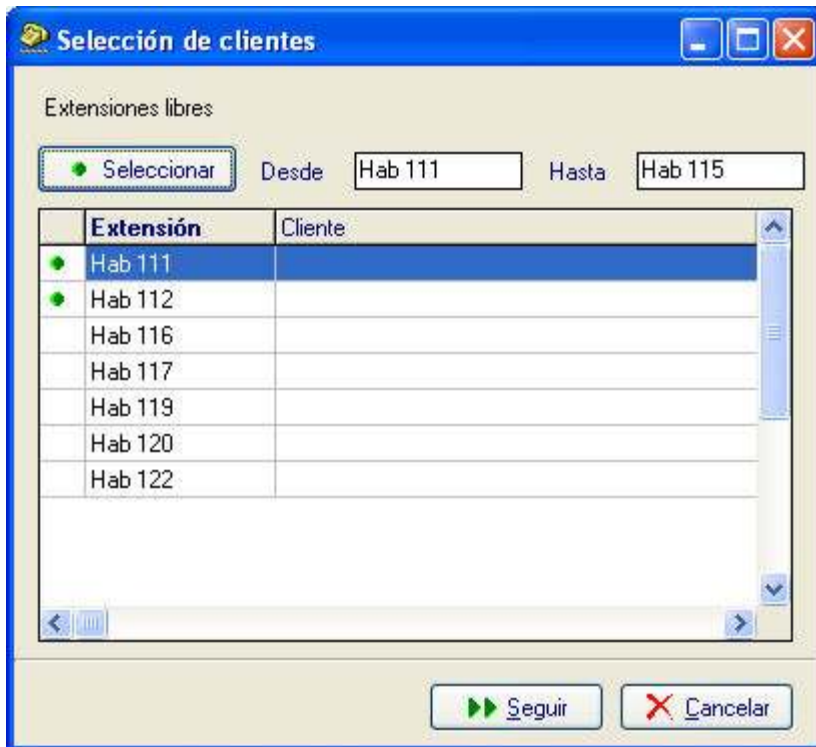 Selección de clientes
Extensiones libres
Seleccionar Desde Hab 111 Hasta Hab 115
Extensión Cliente
Hab 111
Hab 112
Hab 116
Hab 117
Hab 119
Hab 120
Hab 122
Seguir Cancelar